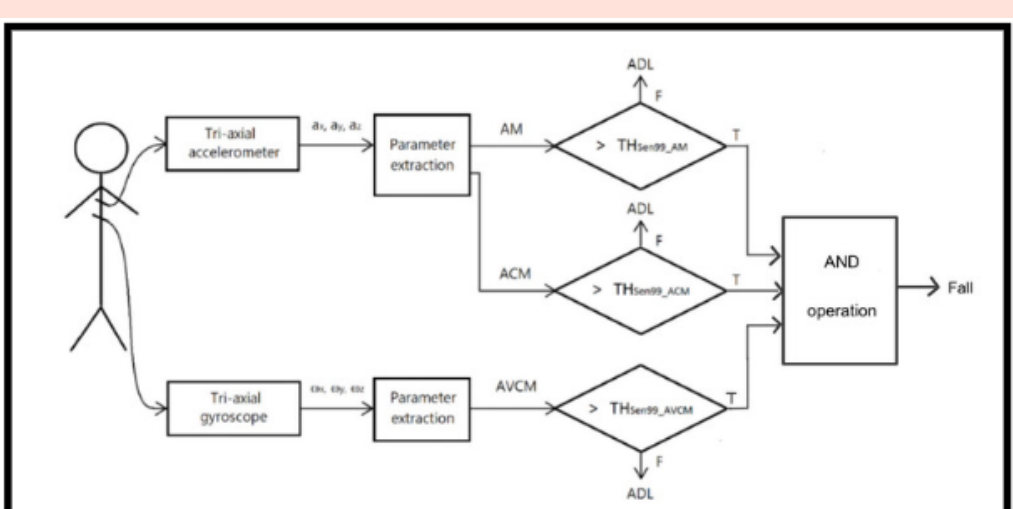 ADL
F
Tri-axial
accelerometer
ax, ay, az
Parameter
extraction
AM
> THSen99_AM
T
ADL
F
ACM
> THSen99_ACM
T
AND
operation
Fall
Tri-axial
gyroscope
ωx, ωy, ωz
Parameter
extraction
AVCM
> THSen99_AVCM
T
F
ADL